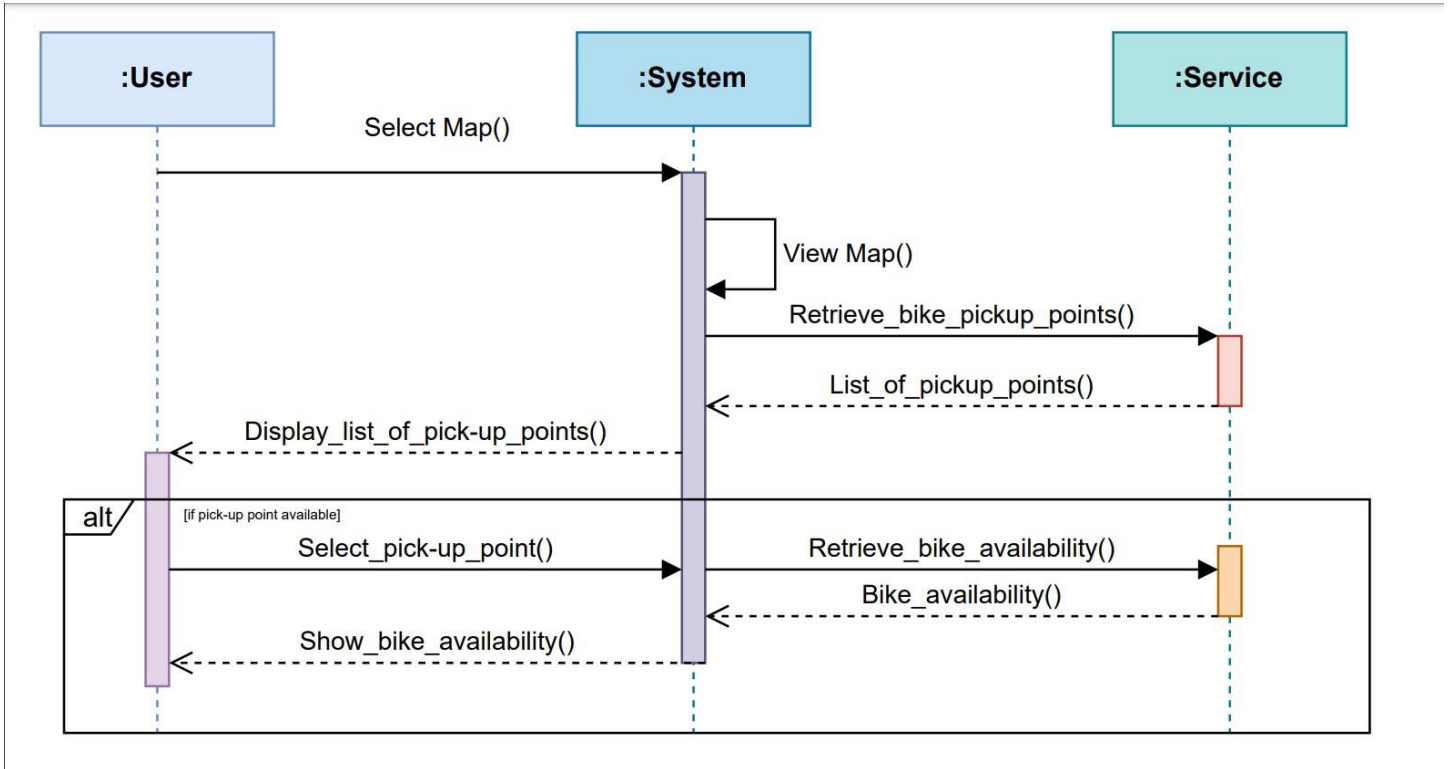 :User
:System
:Service
Select Map()
View Map()
Retrieve_bike_pickup_points()
List_of_pickup_points()
Display_list_of_pick-up_points()
alt
[if pick-up point available]
Select_pick-up_point()
Retrieve_bike_availability()
Bike_availability()
Show_bike_availability()